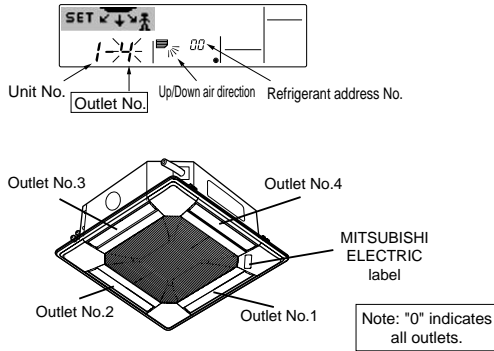 SET
1-4 00
Unit No.
Outlet No.
Up/Down air direction
Refrigerant address No.
Outlet No.3
Outlet No.4
MITSUBISHI
ELECTRIC
label
Outlet No.2
Outlet No.1
Note: "0" indicates
all outlets.